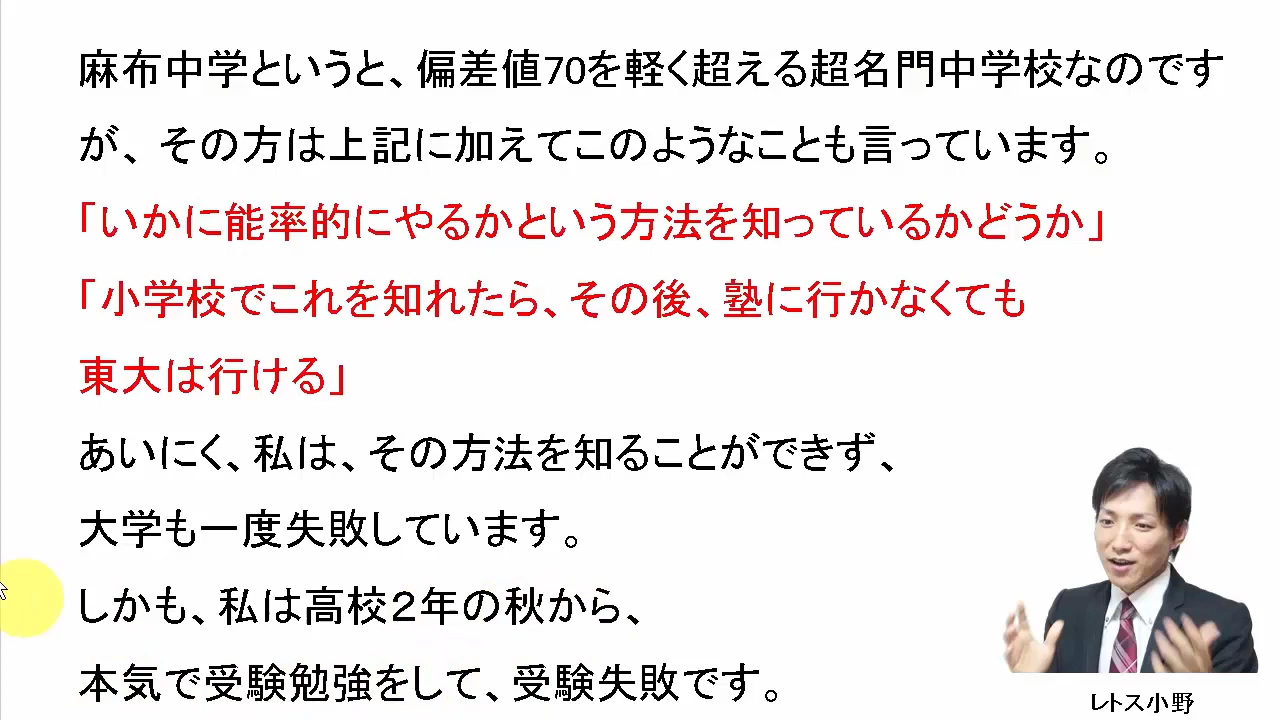 麻布中学というと、偏差値70を軽く超える超名門中学校なのです
が、その方は上記に加えてこのようなことも言っています。
「いかに能率的にやるかという方法を知っているかどうか」
「小学校でこれを知れたら、その後、塾に行かなくても
東大は行ける」
あいにく、私は、その方法を知ることができず、
大学も一度失敗しています。
しかも、私は高校２年の秋から、
本気で受験勉強をして、受験失敗です。
レトス小野